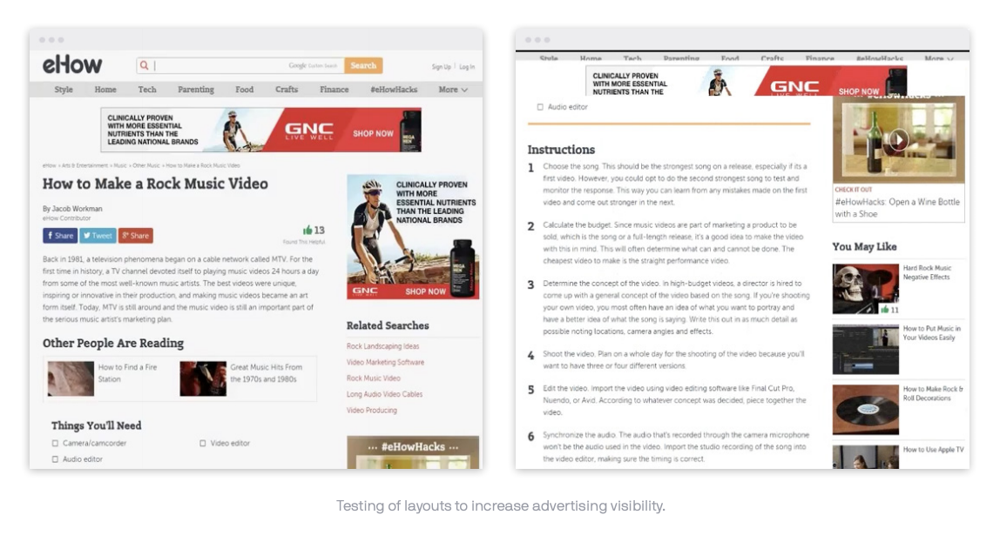 eHow
Google Custom Search
Search
Sign Up | Log In
Style Home Tech Parenting Food Crafts Finance #eHowHacks More
CLINICALLY PROVEN
WITH MORE ESSENTIAL
NUTRIENTS THAN THE
LEADING NATIONAL BRANDS
GNC
LIVE WELL
SHOP NOW
MEGA
MEN
eHow » Arts & Entertainment » Music » Other Music » How to Make a Rock Music Video
How to Make a Rock Music Video
By Jacob Workman
eHow Contributor
Share Tweet Share
13
Found This Helpful
Back in 1981, a television phenomena began on a cable network called MTV. For the
first time in history, a TV channel devoted itself to playing music videos 24 hours a day
from some of the most well-known music artists. The best videos were unique,
inspiring or innovative in their production, and making music videos became an art
form itself. Today, MTV is still around and the music video is still an important part of
the serious music artist's marketing plan.
Other People Are Reading
How to Find a Fire
Station
Great Music Hits From
the 1970s and 1980s
Things You'll Need
Camera/camcorder
Video editor
Audio editor
CLINICALLY PROVEN
WITH MORE
ESSENTIAL NUTRIENTS
THAN THE LEADING
NATIONAL BRANDS
GNC
SHOP NOW
Related Searches
Rock Landscaping Ideas
Video Marketing Software
Rock Music Video
Long Audio Video Cables
Video Producing
··· #eHowHacks ···
Style Home Tech Parenting Food Crafts Finance #eHowHacks More
CLINICALLY PROVEN
WITH MORE ESSENTIAL
NUTRIENTS THAN THE
GNC
SHOP NOW
Audio editor
Instructions
1 Choose the song. This should be the strongest song on a release, especially if its a
first video. However, you could opt to do the second strongest song to test and
monitor the response. This way you can learn from any mistakes made on the first
video and come out stronger in the next.
2 Calculate the budget. Since music videos are part of marketing a product to be
sold, which is the song or a full-length release, it's a good idea to make the video
with this in mind. This will often determine what can and cannot be done. The
cheapest video to make is the straight performance video.
3 Determine the concept of the video. In high-budget videos, a director is hired to
come up with a general concept of the video based on the song. If you're shooting
your own video, you most often have an idea of what you want to portray and
have a better idea of what the song is saying. Write this out in as much detail as
possible noting locations, camera angles and effects.
4 Shoot the video. Plan on a whole day for the shooting of the video because you'll
want to have three or four different versions.
5 Edit the video. Import the video using video editing software like Final Cut Pro,
Nuendo, or Avid. According to whatever concept was decided, piece together the
video.
6 Synchronize the audio. The audio that's recorded through the camera microphone
won't be the audio used in the video. Import the studio recording of the song into
the video editor, making sure the timing is correct.
#eHowHacks
CHECK IT OUT
#eHowHacks: Open a Wine Bottle
with a Shoe
You May Like
Hard Rock Music
Negative Effects
11
How to Put Music in
Your Videos Easily
How to Make Rock &
Roll Decorations
How to Use Apple TV
Testing of layouts to increase advertising visibility.